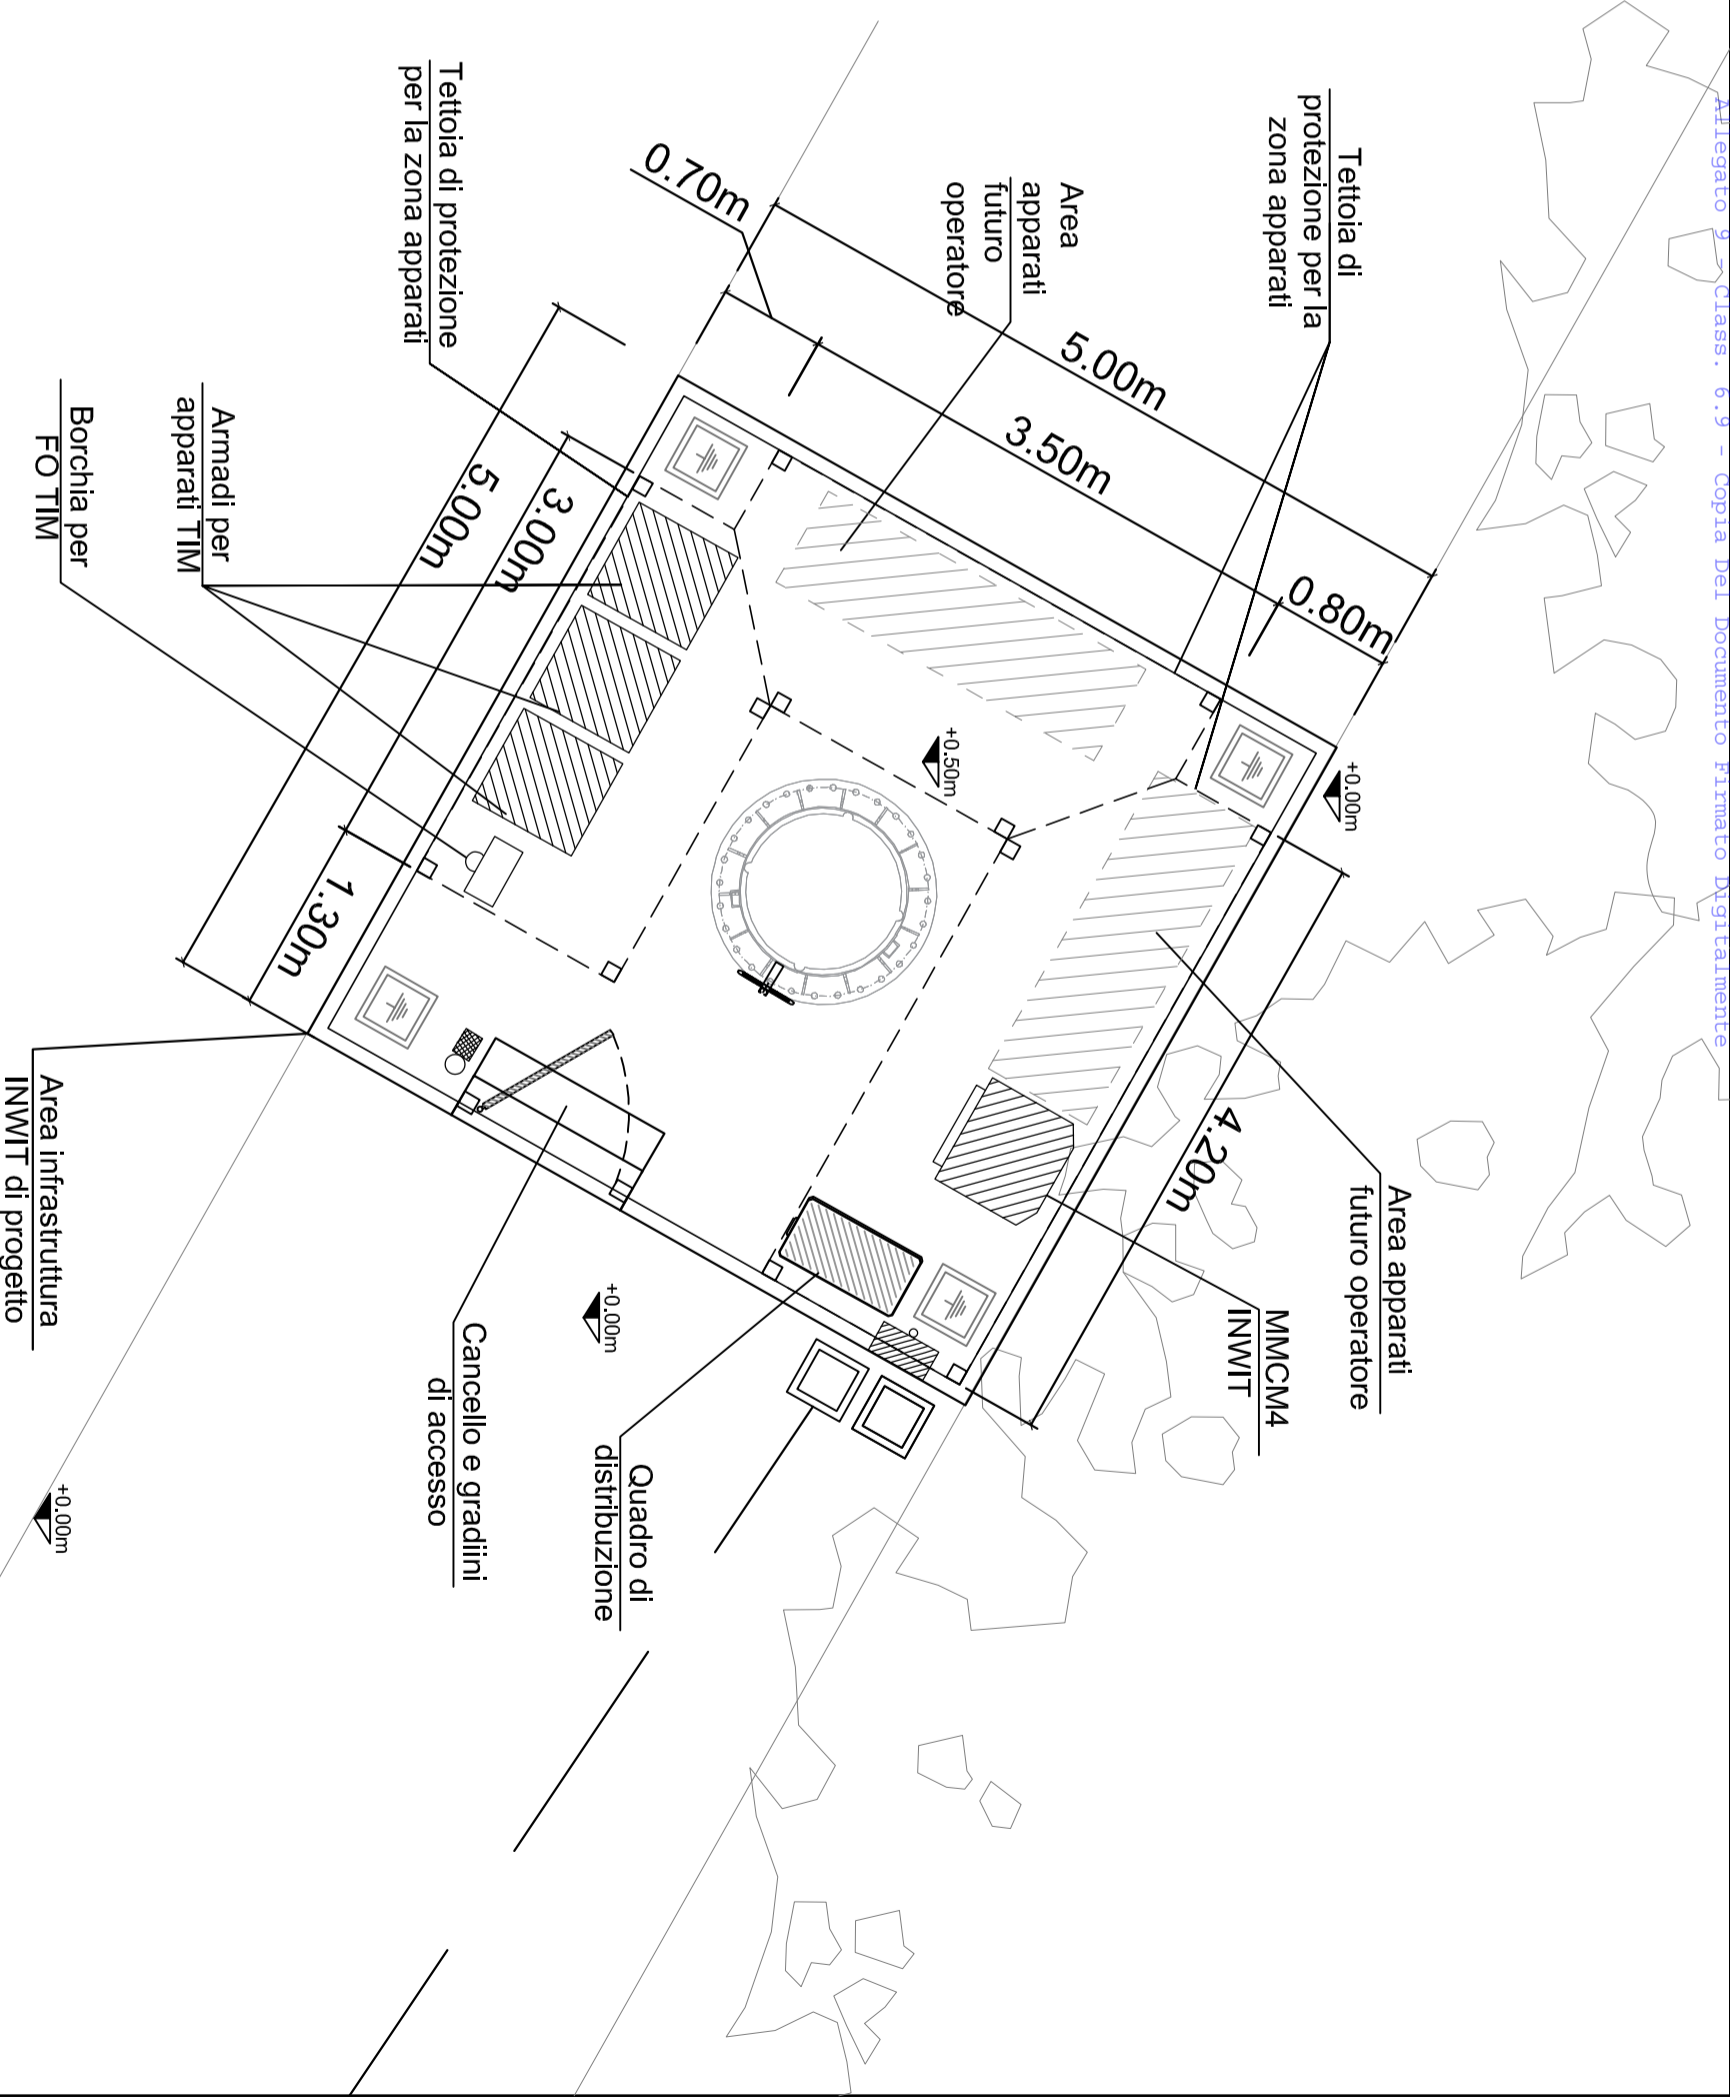 Allegato 9 - Class. 6.9 - Copia Del Documento Firmato Digitalmente
Tettoia di
protezione per la
zona apparati
Area
apparati
futuro
operatore
0.70m
Tettoia di protezione
per la zona apparati
5.00m
3.50m
0.80m
5.00m
3.00m
1.30m
Armadi per
apparati TIM
Borchia per
FO TIM
+0.50m
+0.00m
4.20m
Area apparati
futuro operatore
MMCM4
INWIT
+0.00m
Quadro di
distribuzione
Cancello e gradiini
di accesso
Area infrastruttura
INWIT di progetto
+0.00m